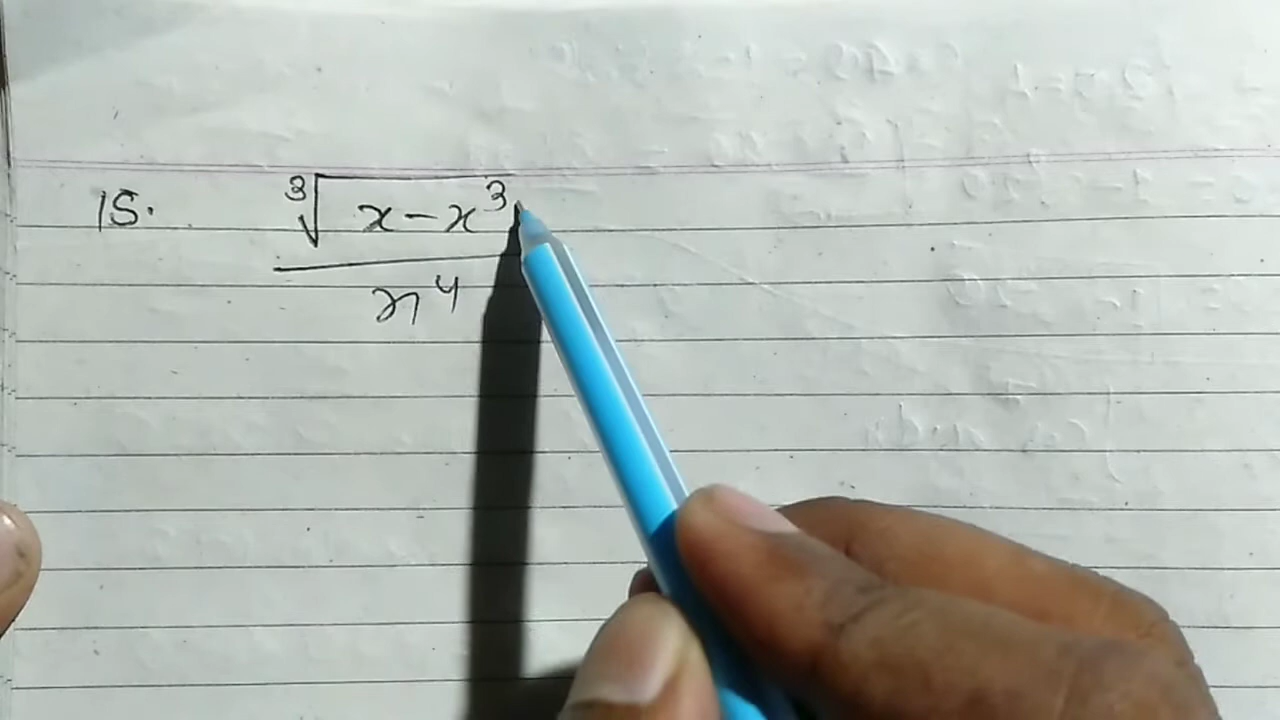 15. ∛(x-x³)
x⁴